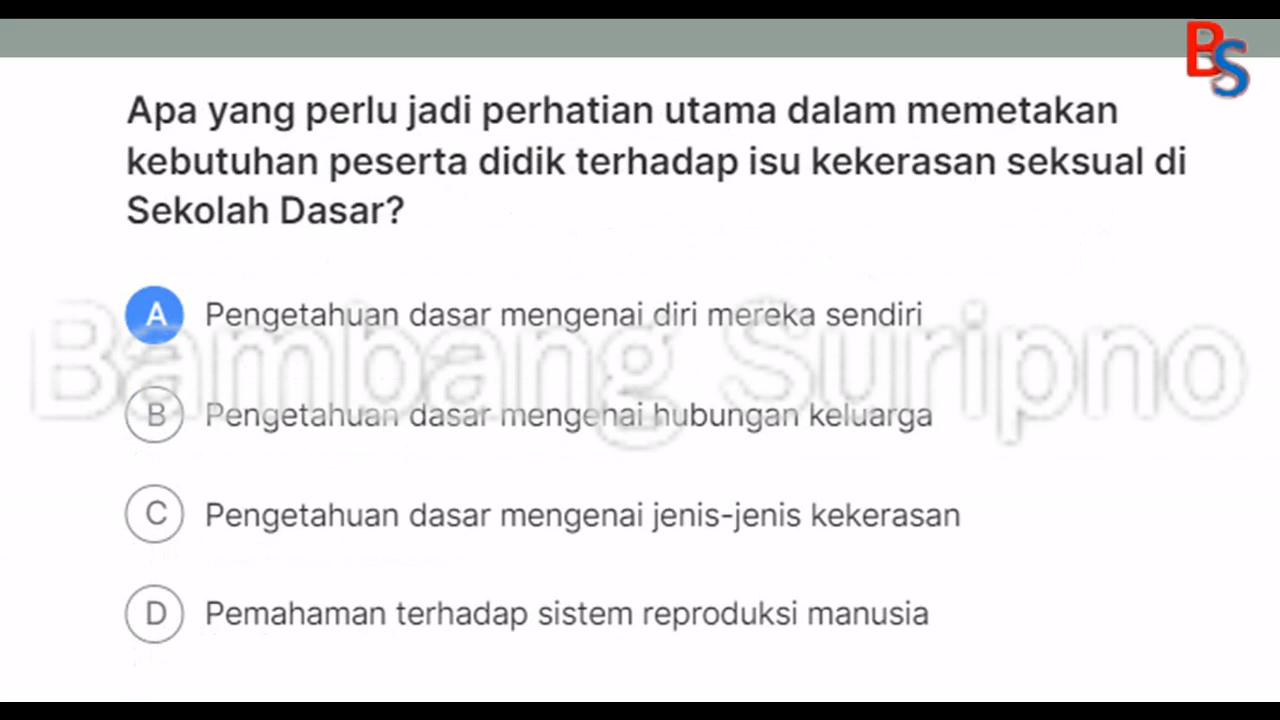 BS
Apa yang perlu jadi perhatian utama dalam memetakan
kebutuhan peserta didik terhadap isu kekerasan seksual di
Sekolah Dasar?
A Pengetahuan dasar mengenai diri mereka sendiri
Bambang Suripno
B Pengetahuan dasar mengenai hubungan keluarga
C Pengetahuan dasar mengenai jenis-jenis kekerasan
D Pemahaman terhadap sistem reproduksi manusia